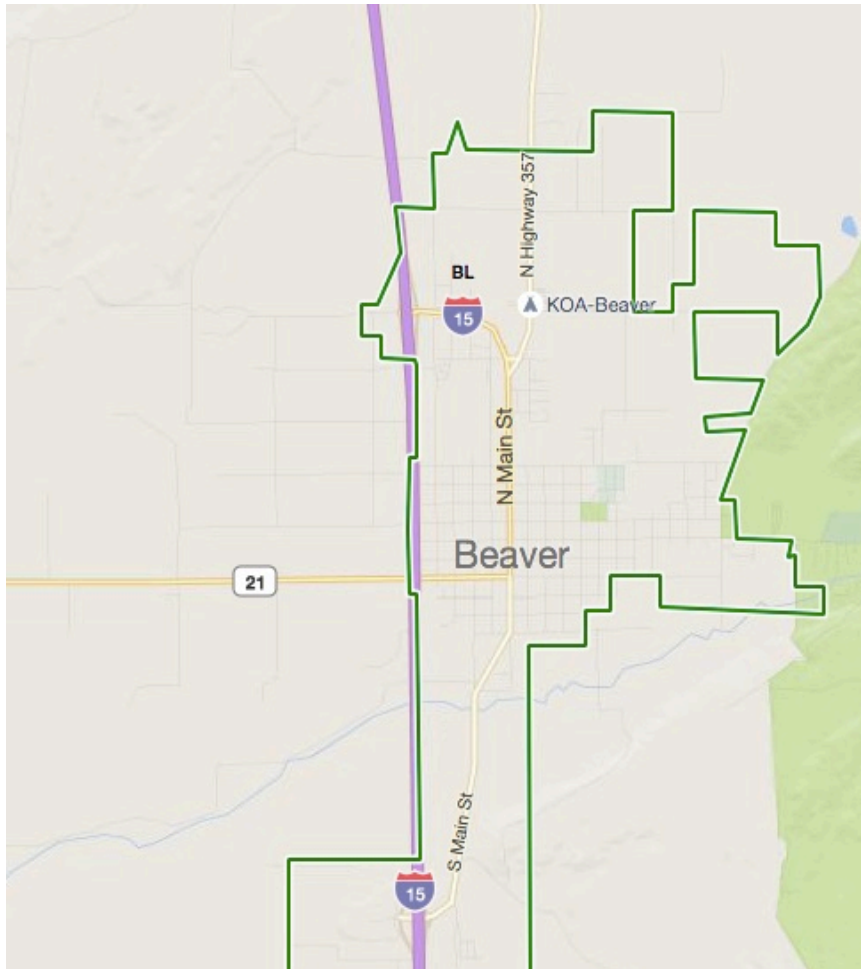 N Highway 357
BL
15
KOA-Beaver
N Main St
Beaver
21
S Main St
15